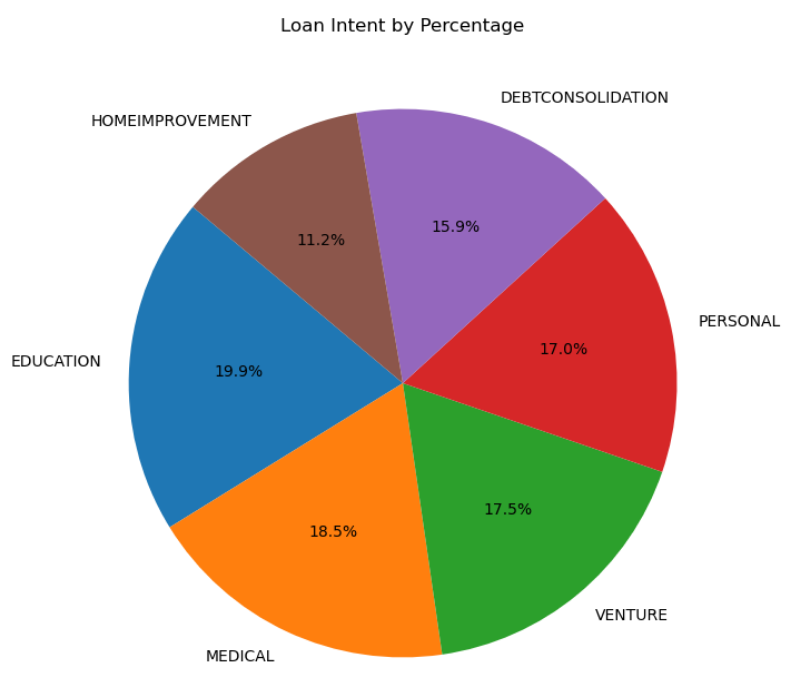 Loan Intent by Percentage
DEBTCONSOLIDATION
HOMEIMPROVEMENT
15.9%
11.2%
PERSONAL
17.0%
EDUCATION
19.9%
17.5%
18.5%
VENTURE
MEDICAL